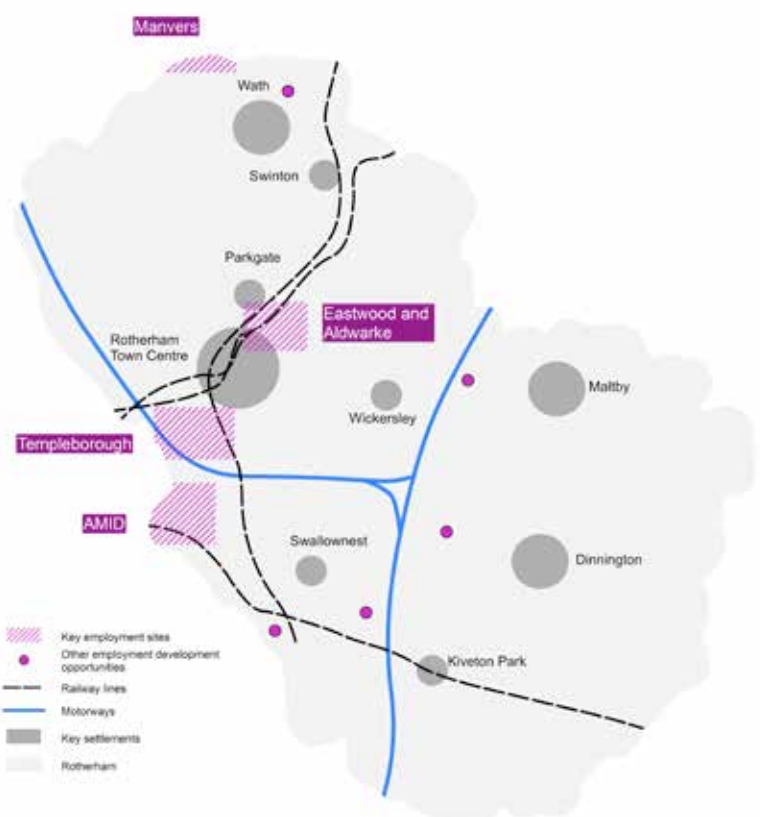 Manvers
Wath
Swinton
Parkgate
Eastwood and
Aldwarke
Rotherham
Town Centre
Maltby
Wickersley
Templeborough
AMID
Swallownest
Dinnington
Kiveton Park
Key employment sites
Other employment development
opportunities
Railway lines
Motorways
Key settlements
Rotherham